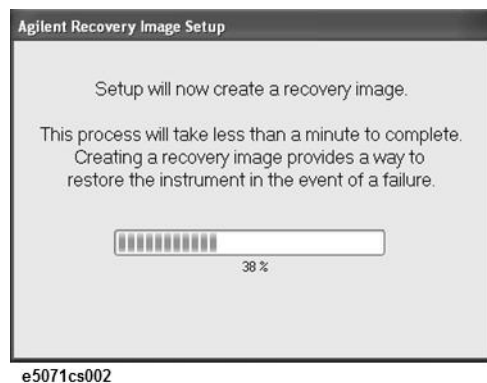 Agilent Recovery Image Setup
Setup will now create a recovery image.
This process will take less than a minute to complete.
Creating a recovery image provides a way to
restore the instrument in the event of a failure.
38 %
e5071cs002